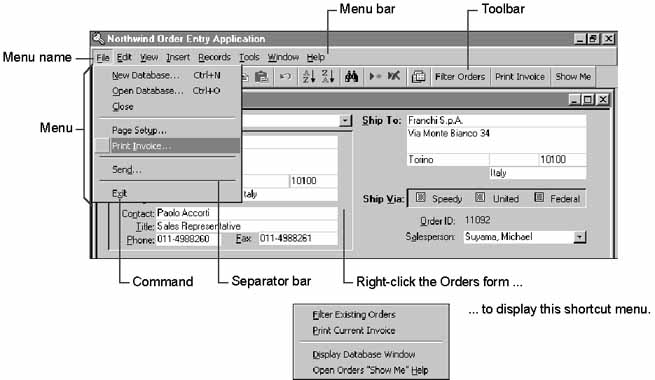 Menu bar
Toolbar
Northwind Order Entry Application
Menu name
File Edit View Insert Records Tools Window Help
Filter Orders Print Invoice Show Me
New Database... Ctrl+N
Open Database... Ctrl+O
Close
Menu
Page Setup...
Print Invoice...
Send...
Exit
Ship To: Franchi S.p.A.
Via Monte Bianco 34
Torino 10100
Italy
10100
taly
Ship Via: Speedy United Federal
Contact: Paolo Accorti
Title: Sales Representative
Phone: 011-4988260 Fax 011-4988261
Order ID: 11092
Salesperson: Suyama, Michael
Command
Separator bar
Right-click the Orders form ...
... to display this shortcut menu.
Filter Existing Orders
Print Current Invoice
Display Database Window
Open Orders "Show Me" Help